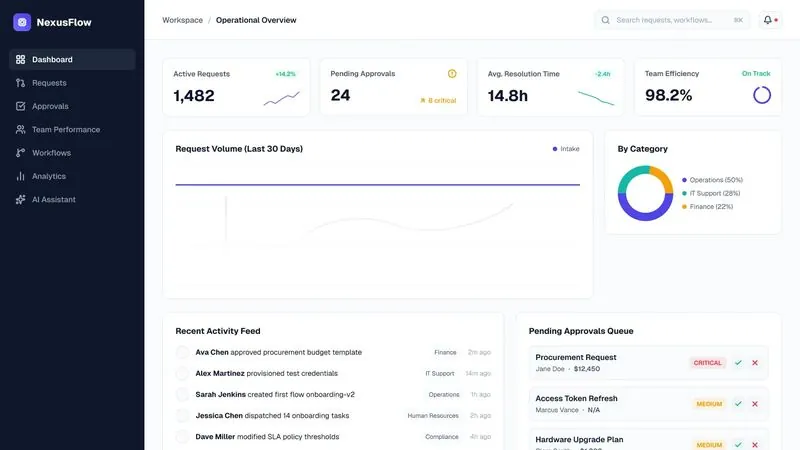 NexusFlow
Dashboard
Requests
Approvals
Team Performance
Workflows
Analytics
AI Assistant
Workspace / Operational Overview
Search requests, workflows... ⌘K
Active Requests +14.2%
1,482
Pending Approvals
24
8 critical
Avg. Resolution Time -2.4h
14.8h
Team Efficiency On Track
98.2%
Request Volume (Last 30 Days) Intake
By Category
Operations (50%)
IT Support (28%)
Finance (22%)
Recent Activity Feed
Ava Chen approved procurement budget template Finance 2m ago
Alex Martinez provisioned test credentials IT Support 14m ago
Sarah Jenkins created first flow onboarding-v2 Operations 1h ago
Jessica Chen dispatched 14 onboarding tasks Human Resources 2h ago
Dave Miller modified SLA policy thresholds Compliance 4h ago
Pending Approvals Queue
Procurement Request
Jane Doe · $12,450
CRITICAL
Access Token Refresh
Marcus Vance · N/A
MEDIUM
Hardware Upgrade Plan
MEDIUM